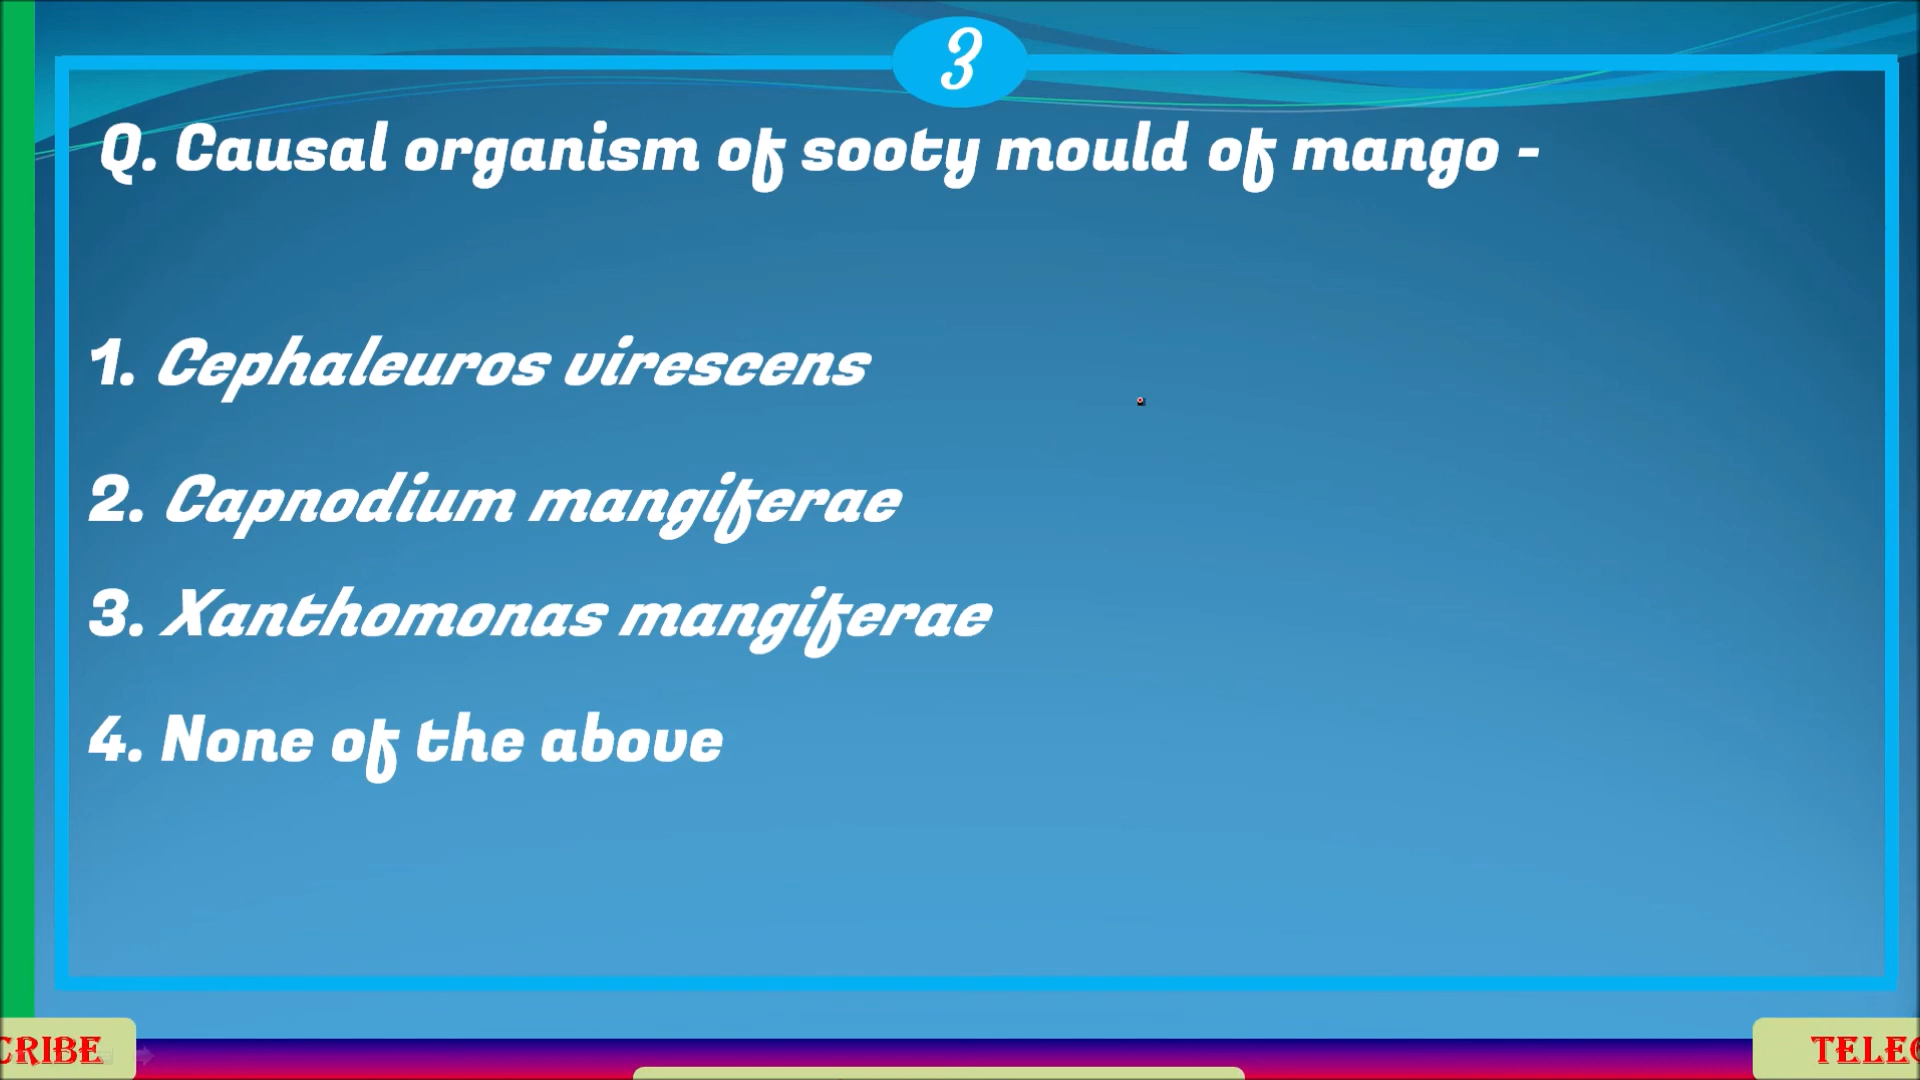 3
Q. Causal organism of sooty mould of mango -
1. Cephaleuros virescens
2. Capnodium mangiferae
3. Xanthomonas mangiferae
4. None of the above
CRIBE
TELE